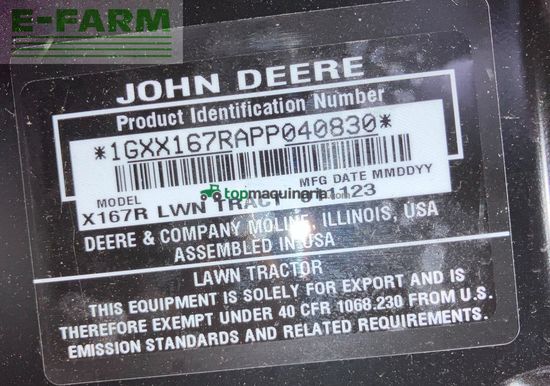 E-FARM
JOHN DEERE
Product Identification Number
*1GXX167RAPP040830*
MODEL
MFG DATE MMDDYY
X167R LWN TRACT
topmaquinaria.com
DEERE & COMPANY MOLINE, ILLINOIS, USA
ASSEMBLED IN USA
LAWN TRACTOR
THIS EQUIPMENT IS SOLELY FOR EXPORT AND IS
THEREFORE EXEMPT UNDER 40 CFR 1068.230 FROM U.S.
EMISSION STANDARDS AND RELATED REQUIREMENTS.